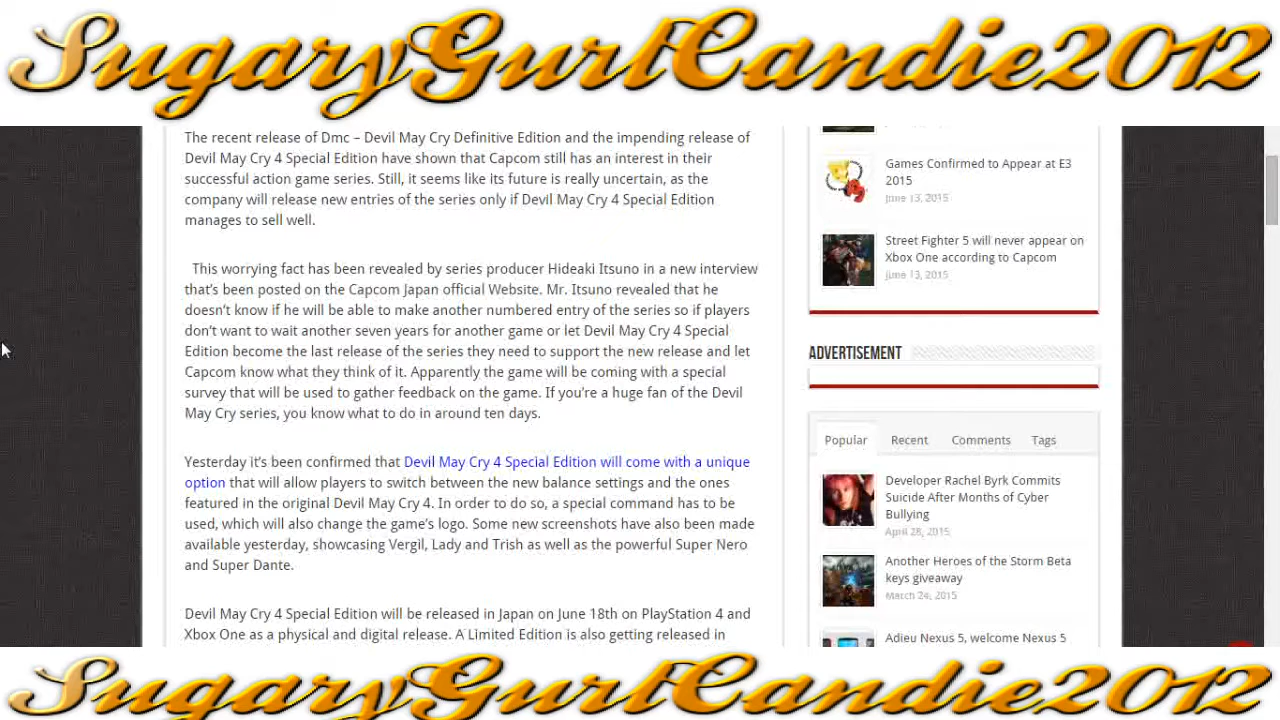 SugaryGurlCandie2012
The recent release of Dmc – Devil May Cry Definitive Edition and the impending release of
Devil May Cry 4 Special Edition have shown that Capcom still has an interest in their
successful action game series. Still, it seems like its future is really uncertain, as the
company will release new entries of the series only if Devil May Cry 4 Special Edition
manages to sell well.
This worrying fact has been revealed by series producer Hideaki Itsuno in a new interview
that’s been posted on the Capcom Japan official Website. Mr. Itsuno revealed that he
doesn’t know if he will be able to make another numbered entry of the series so if players
don’t want to wait another seven years for another game or let Devil May Cry 4 Special
Edition become the last release of the series they need to support the new release and let
Capcom know what they think of it. Apparently the game will be coming with a special
survey that will be used to gather feedback on the game. If you’re a huge fan of the Devil
May Cry series, you know what to do in around ten days.
Yesterday it’s been confirmed that Devil May Cry 4 Special Edition will come with a unique
option that will allow players to switch between the new balance settings and the ones
featured in the original Devil May Cry 4. In order to do so, a special command has to be
used, which will also change the game’s logo. Some new screenshots have also been made
available yesterday, showcasing Vergil, Lady and Trish as well as the powerful Super Nero
and Super Dante.
Devil May Cry 4 Special Edition will be released in Japan on June 18th on PlayStation 4 and
Xbox One as a physical and digital release. A Limited Edition is also getting released in
Games Confirmed to Appear at E3
2015
June 13, 2015
Street Fighter 5 will never appear on
Xbox One according to Capcom
June 13, 2015
ADVERTISEMENT
Popular Recent Comments Tags
Developer Rachel Byrk Commits
Suicide After Months of Cyber
Bullying
April 28, 2015
Another Heroes of the Storm Beta
keys giveaway
March 24, 2015
Adieu Nexus 5, welcome Nexus 5
SugaryGurlCandie2012